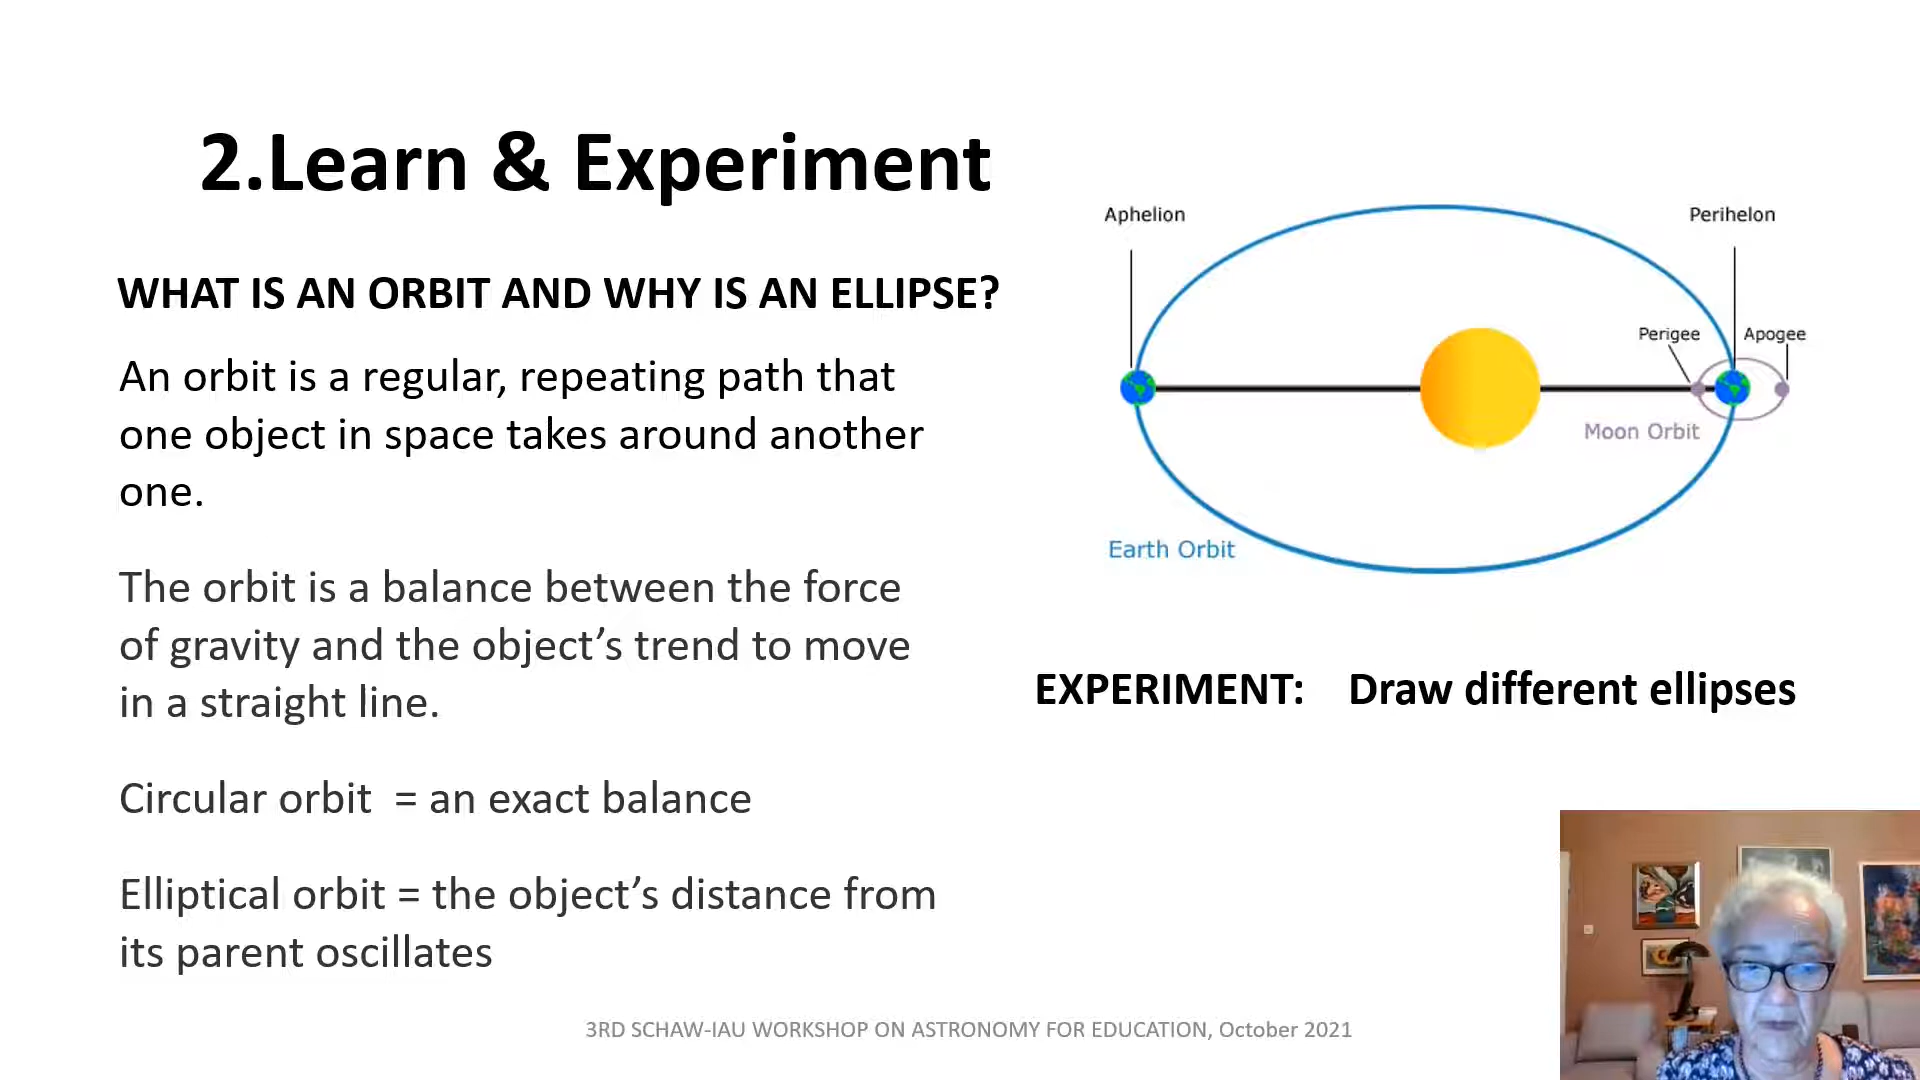 2.Learn & Experiment
WHAT IS AN ORBIT AND WHY IS AN ELLIPSE?
An orbit is a regular, repeating path that
one object in space takes around another
one.
The orbit is a balance between the force
of gravity and the object’s trend to move
in a straight line.
Circular orbit = an exact balance
Elliptical orbit = the object’s distance from
its parent oscillates
Aphelion
Perihelon
Perigee
Apogee
Moon Orbit
Earth Orbit
EXPERIMENT: Draw different ellipses
3RD SCHAW-IAU WORKSHOP ON ASTRONOMY FOR EDUCATION, October 2021